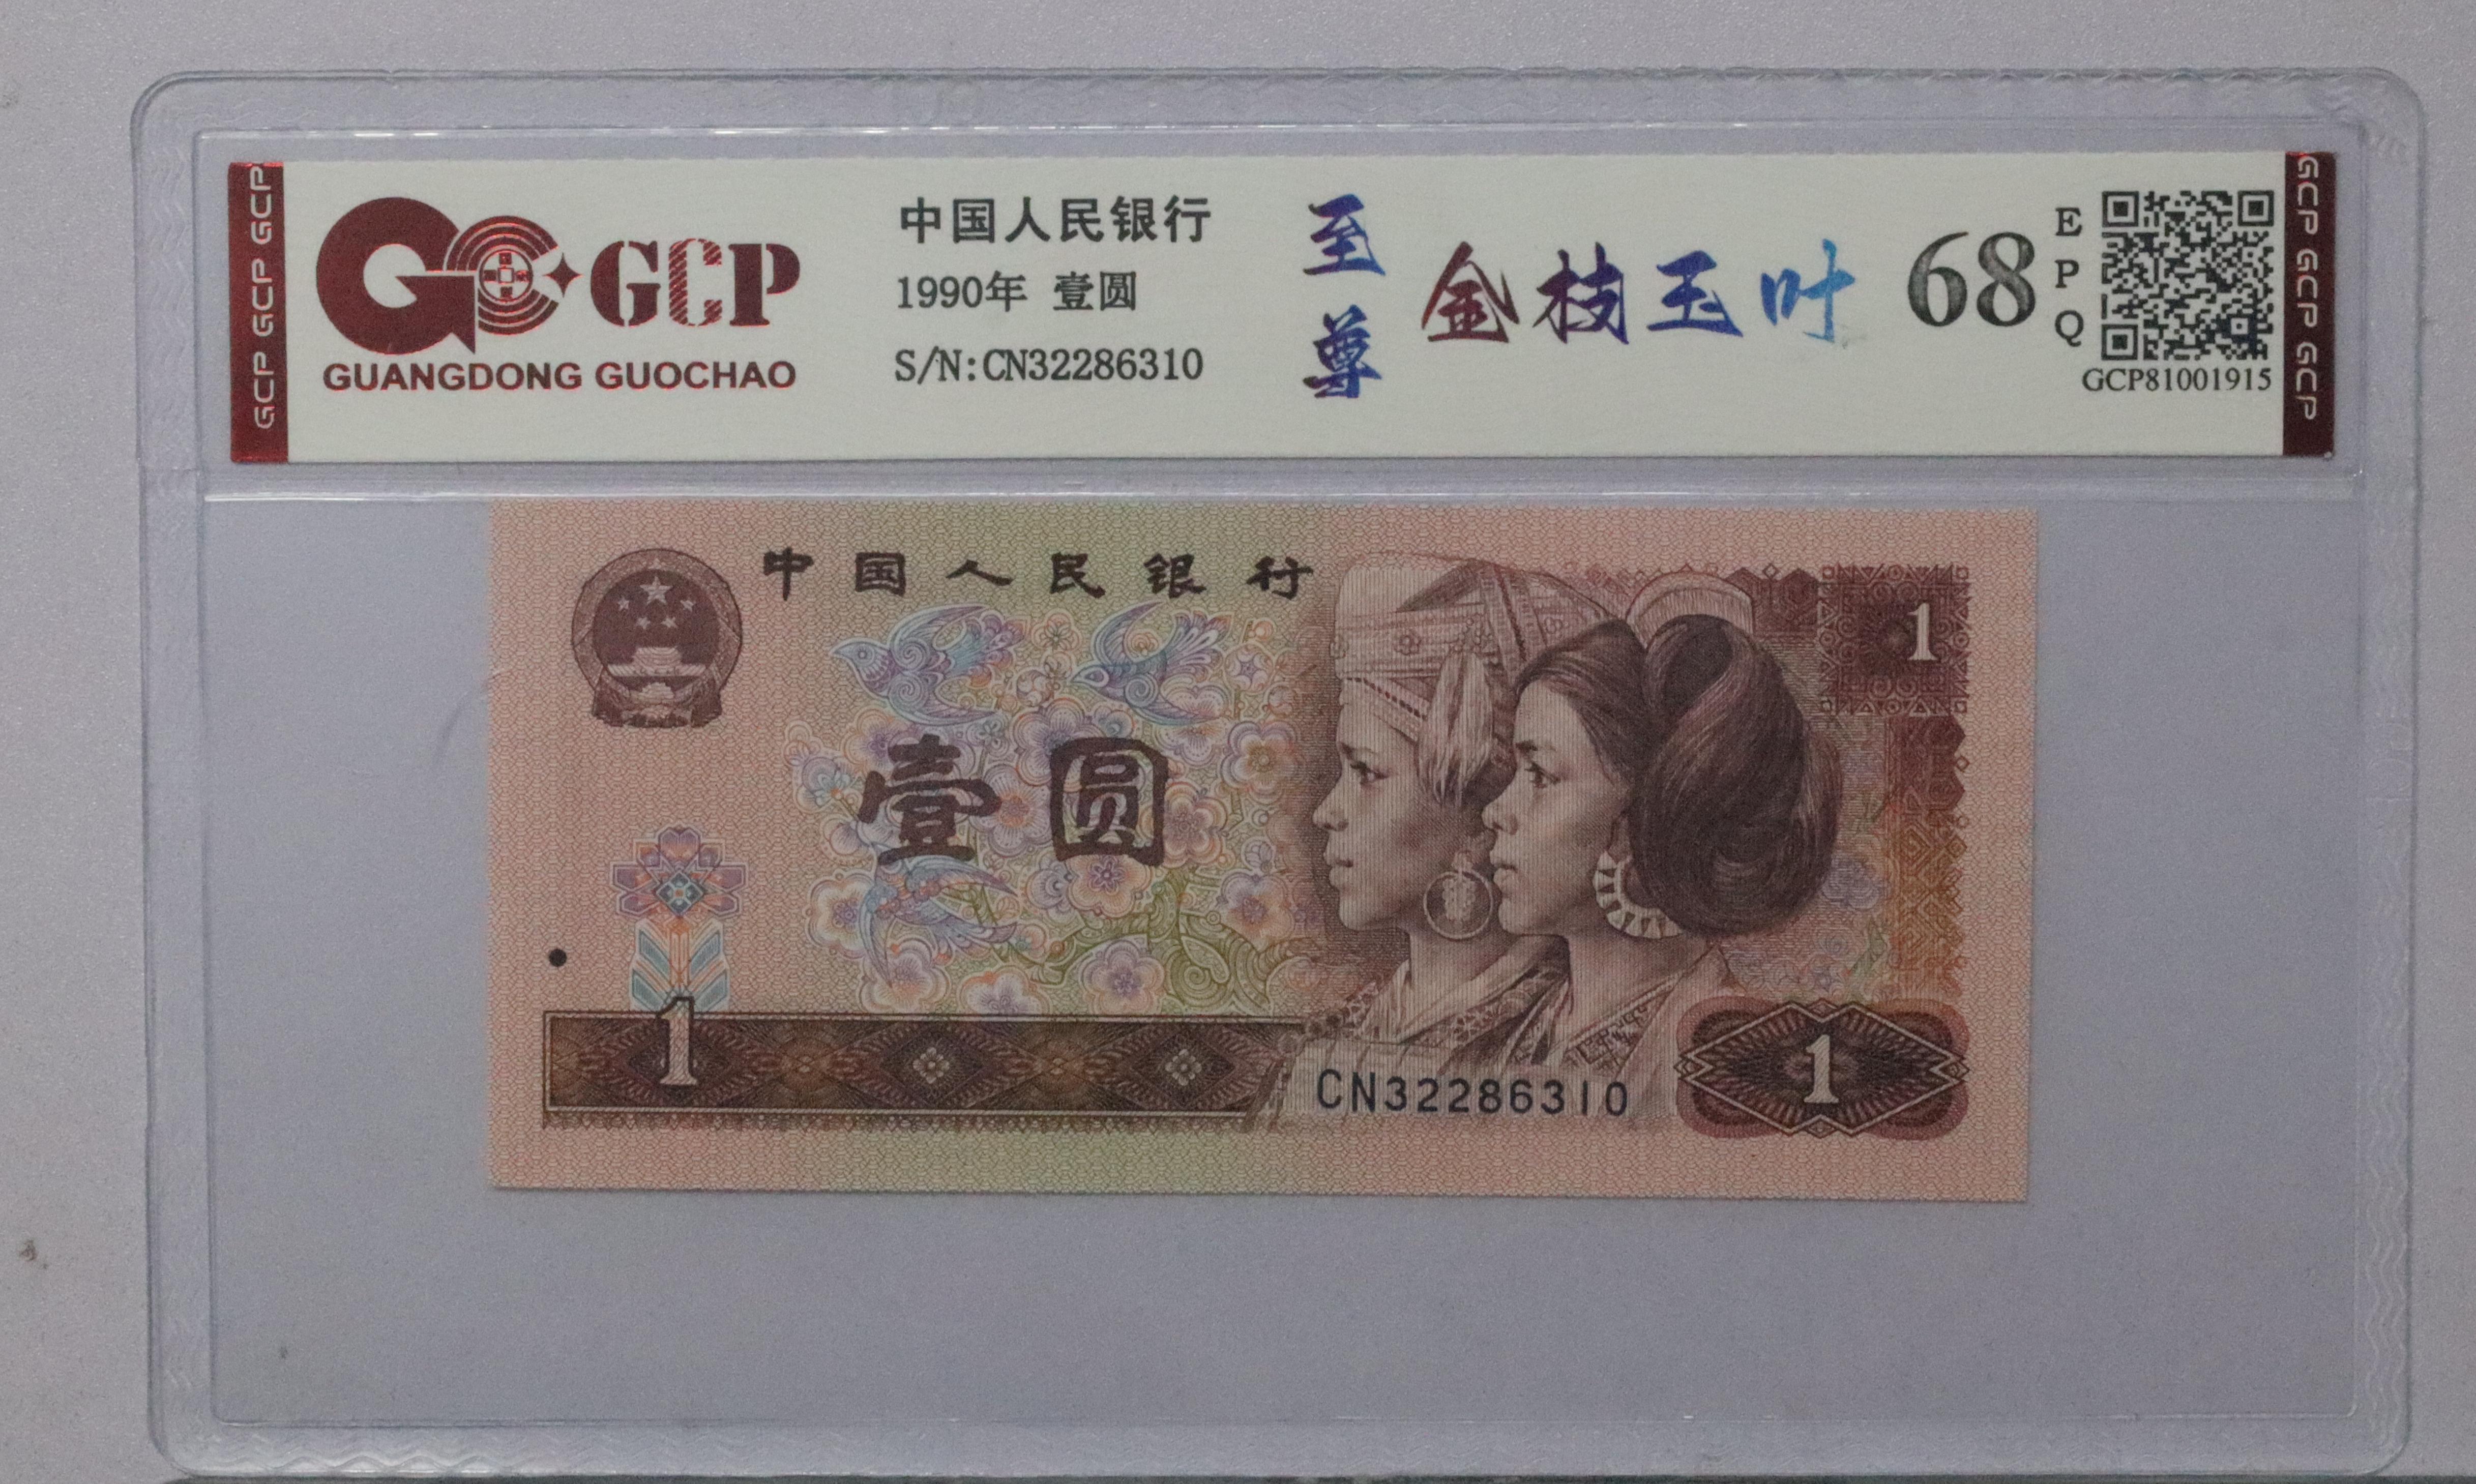 GCP GCP GCP
GCP
GUANGDONG GUOCHAO
中国人民银行
1990年 壹圆
S/N:CN32286310
至尊
金枝玉叶
68
EPQ
GCP81001915
GCP GCP GCP
中国人民银行
1
壹圆
1
CN32286310
1